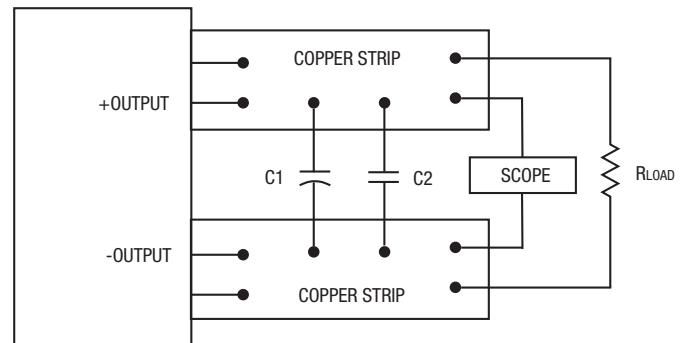 COPPER STRIP
+OUTPUT
C1
C2
SCOPE
RLOAD
-OUTPUT
COPPER STRIP